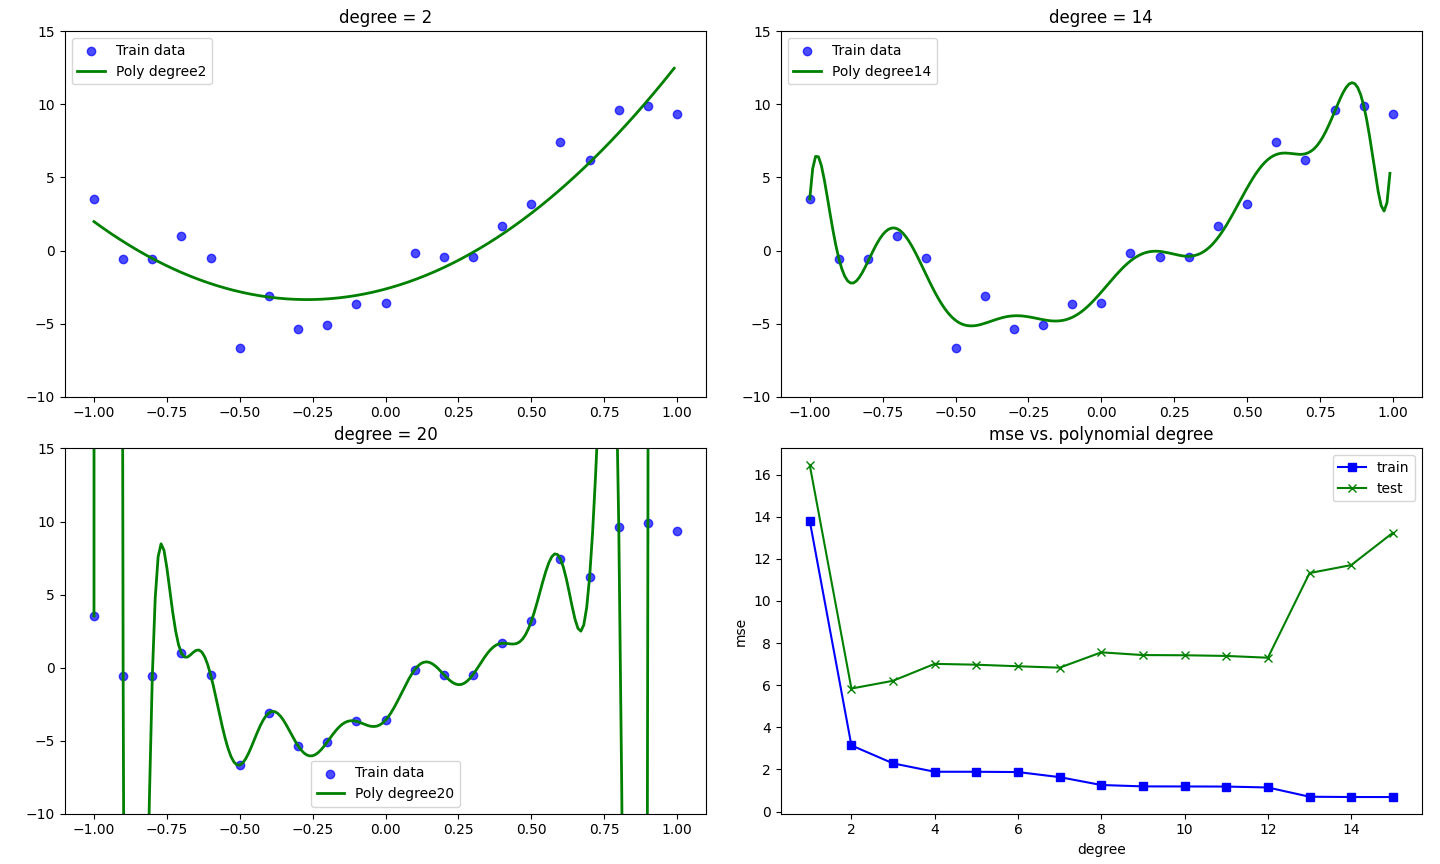 degree = 2
Train data
Poly degree2
15
10
5
0
−5
−10
−1.00 −0.75 −0.50 −0.25 0.00 0.25 0.50 0.75 1.00
degree = 14
Train data
Poly degree14
15
10
5
0
−5
−10
−1.00 −0.75 −0.50 −0.25 0.00 0.25 0.50 0.75 1.00
degree = 20
15
10
5
0
−5
−10
Train data
Poly degree20
−1.00 −0.75 −0.50 −0.25 0.00 0.25 0.50 0.75 1.00
mse vs. polynomial degree
train
test
mse
16
14
12
10
8
6
4
2
0
2 4 6 8 10 12 14
degree